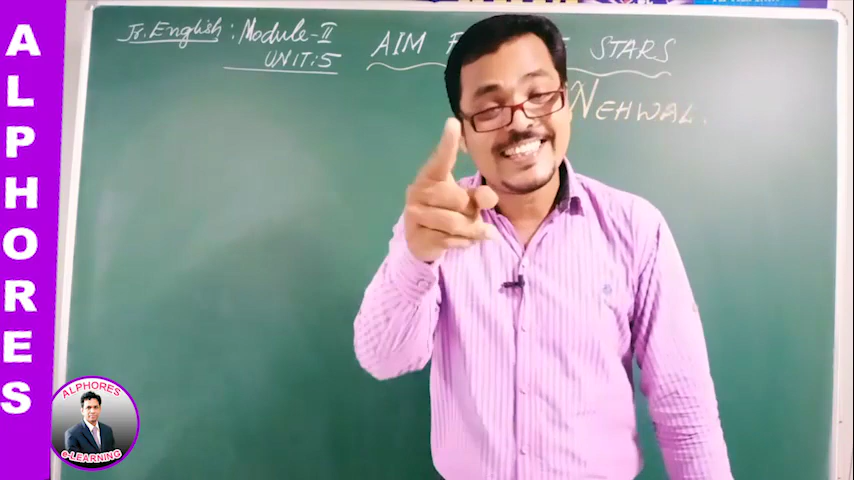 ALPHORES
Jr. English : Module-II
UNIT:5
AIM STARS
NEHWAL.
ALPHORES
e-LEARNING